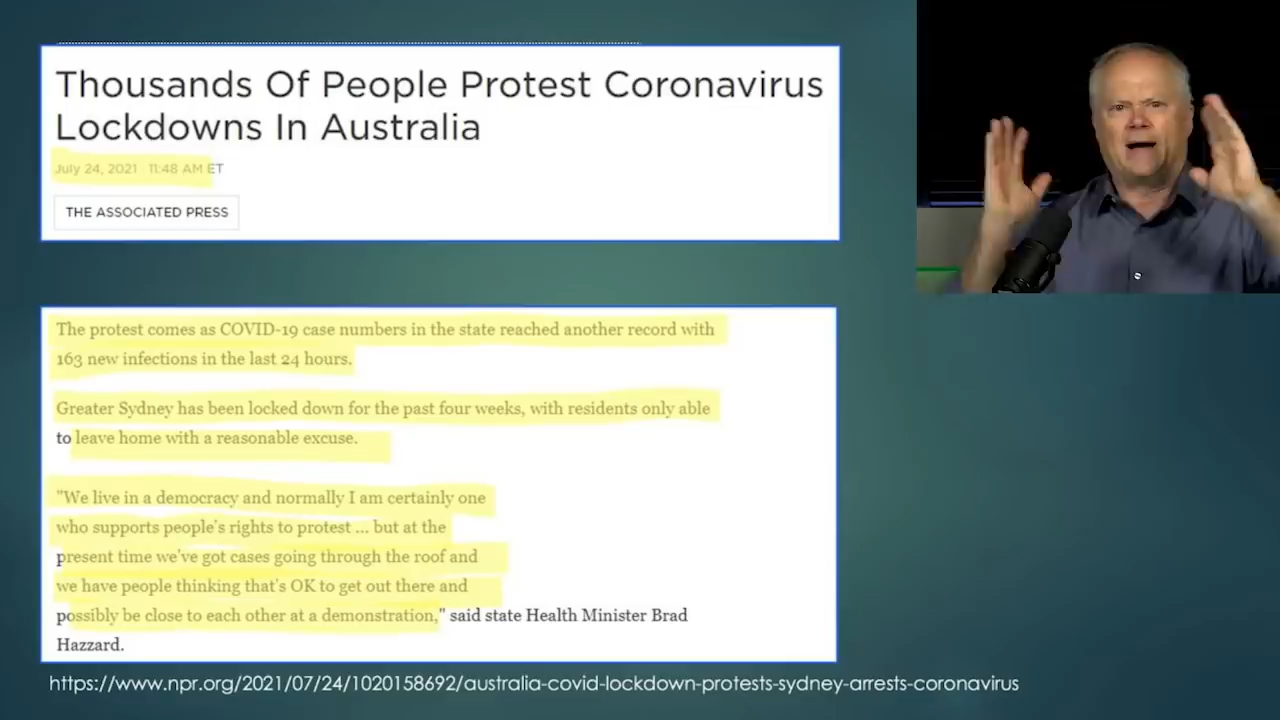 Thousands Of People Protest Coronavirus
Lockdowns In Australia
July 24, 2021 11:48 AM ET
THE ASSOCIATED PRESS
The protest comes as COVID-19 case numbers in the state reached another record with
163 new infections in the last 24 hours.
Greater Sydney has been locked down for the past four weeks, with residents only able
to leave home with a reasonable excuse.
"We live in a democracy and normally I am certainly one
who supports people's rights to protest ... but at the
present time we've got cases going through the roof and
we have people thinking that's OK to get out there and
possibly be close to each other at a demonstration," said state Health Minister Brad
Hazzard.
https://www.npr.org/2021/07/24/1020158692/australia-covid-lockdown-protests-sydney-arrests-coronavirus